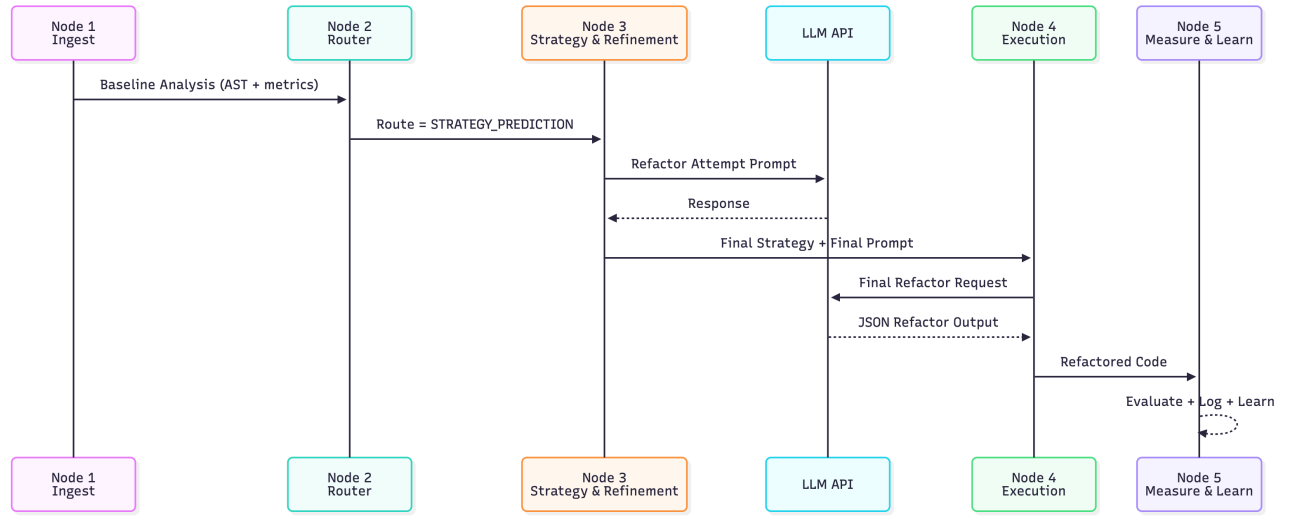 Node 1
Ingest
Node 2
Router
Node 3
Strategy & Refinement
LLM API
Node 4
Execution
Node 5
Measure & Learn
Baseline Analysis (AST + metrics)
Route = STRATEGY_PREDICTION
Refactor Attempt Prompt
Response
Final Strategy + Final Prompt
Final Refactor Request
JSON Refactor Output
Refactored Code
Evaluate + Log + Learn
Node 1
Ingest
Node 2
Router
Node 3
Strategy & Refinement
LLM API
Node 4
Execution
Node 5
Measure & Learn